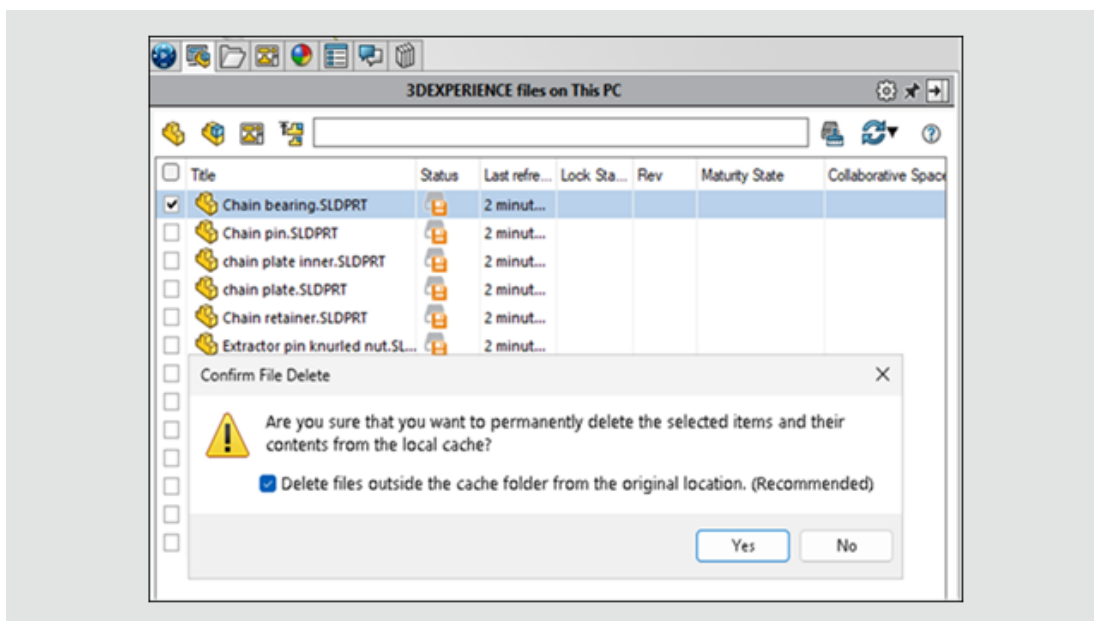 3DEXPERIENCE files on This PC
Title Status Last refre... Lock Sta... Rev Maturity State Collaborative Space
Chain bearing.SLDPRT 2 minut...
Chain pin.SLDPRT 2 minut...
chain plate inner.SLDPRT 2 minut...
chain plate.SLDPRT 2 minut...
Chain retainer.SLDPRT 2 minut...
Extractor pin knurled nut.SL... 2 minut...
Confirm File Delete
Are you sure that you want to permanently delete the selected items and their
contents from the local cache?
Delete files outside the cache folder from the original location. (Recommended)
Yes No